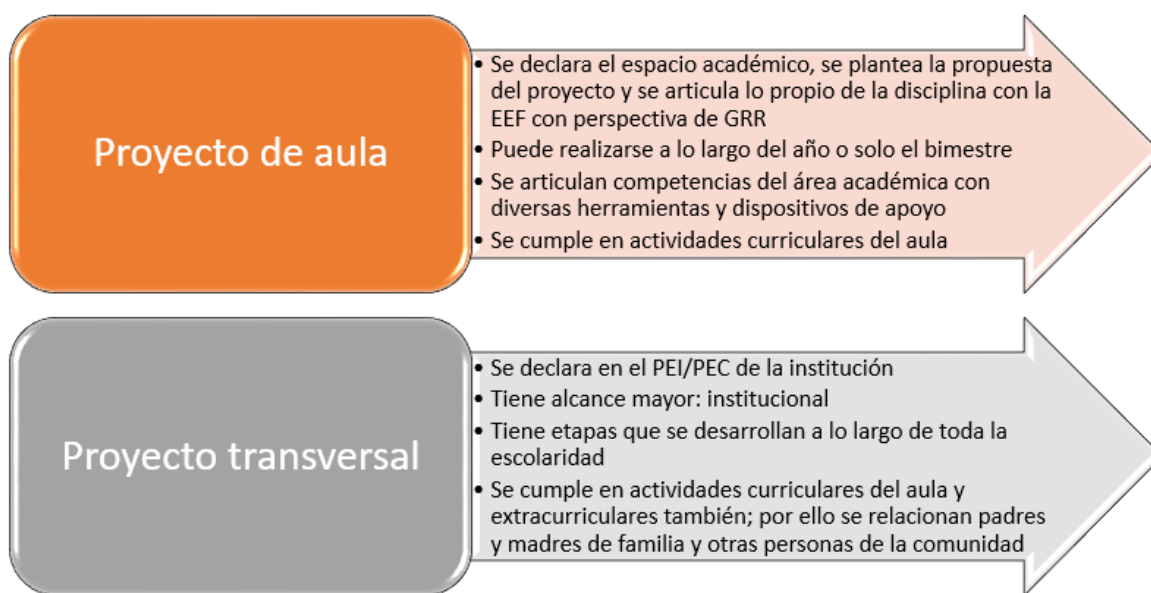 Proyecto de aula
• Se declara el espacio académico, se plantea la propuesta
del proyecto y se articula lo propio de la disciplina con la
EEF con perspectiva de GRR
• Puede realizarse a lo largo del año o solo el bimestre
• Se articulan competencias del área académica con
diversas herramientas y dispositivos de apoyo
• Se cumple en actividades curriculares del aula
Proyecto transversal
• Se declara en el PEI/PEC de la institución
• Tiene alcance mayor: institucional
• Tiene etapas que se desarrollan a lo largo de toda la
escolaridad
• Se cumple en actividades curriculares del aula y
extracurriculares también; por ello se relacionan padres
y madres de familia y otras personas de la comunidad